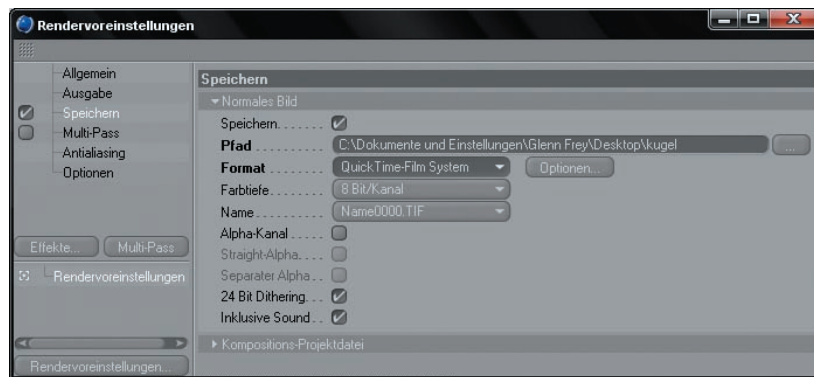 Rendervoreinstellungen
Allgemein
Ausgabe
Speichern
Multi-Pass
Antialiasing
Optionen
Effekte...
Multi-Pass
Rendervoreinstellungen
Rendervoreinstellungen...
Speichern
Normales Bild
Speichern.......
Pfad.......... C:\Dokumente und Einstellungen\Glenn Frey\Desktop\kugel ...
Format........ QuickTime-Film System Optionen...
Farbtiefe...... 8 Bit/Kanal
Name.......... Name0000.TIF
Alpha-Kanal.....
Straight-Alpha....
Separater Alpha..
24 Bit Dithering...
Inklusive Sound..
Kompositions-Projektdatei